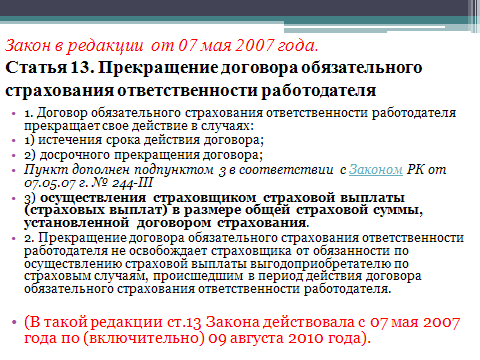 Закон в редакции  от 07 мая 2007 года.
Статья 13. Прекращение договора обязательного
страхования ответственности работодателя
• 1. Договор обязательного страхования ответственности работодателя
прекращает свое действие в случаях:
• 1) истечения срока действия договора;
• 2) досрочного прекращения договора;
• Пункт дополнен подпунктом 3 в соответствии с Законом РК от
07.05.07 г. № 244-III
• 3) осуществления страховщиком страховой выплаты
(страховых выплат) в размере общей страховой суммы,
установленной договором страхования.
• 2. Прекращение договора обязательного страхования ответственности
работодателя не освобождает страховщика от обязанности по
осуществлению страховой выплаты выгодоприобретателю по
страховым случаям, происшедшим в период действия договора
обязательного страхования ответственности работодателя.
• (В такой редакции ст.13 Закона действовала с 07 мая 2007
года по (включительно) 09 августа 2010 года).